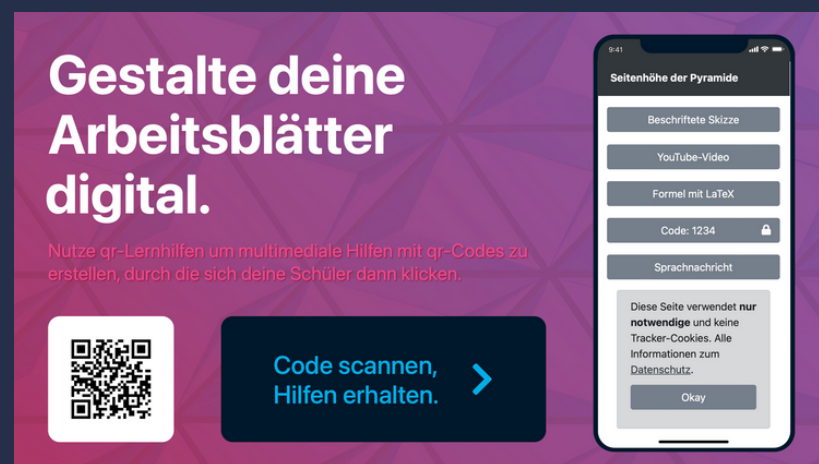 Gestalte deine
Arbeitsblätter
digital.
Nutze qr-Lernhilfen um multimediale Hilfen mit qr-Codes zu
erstellen, durch die sich deine Schüler dann klicken.
Code scannen,
Hilfen erhalten.
9:41
Seitenhöhe der Pyramide
Beschriftete Skizze
YouTube-Video
Formel mit LaTeX
Code: 1234
Sprachnachricht
Diese Seite verwendet nur
notwendige und keine
Tracker-Cookies. Alle
Informationen zum
Datenschutz.
Okay